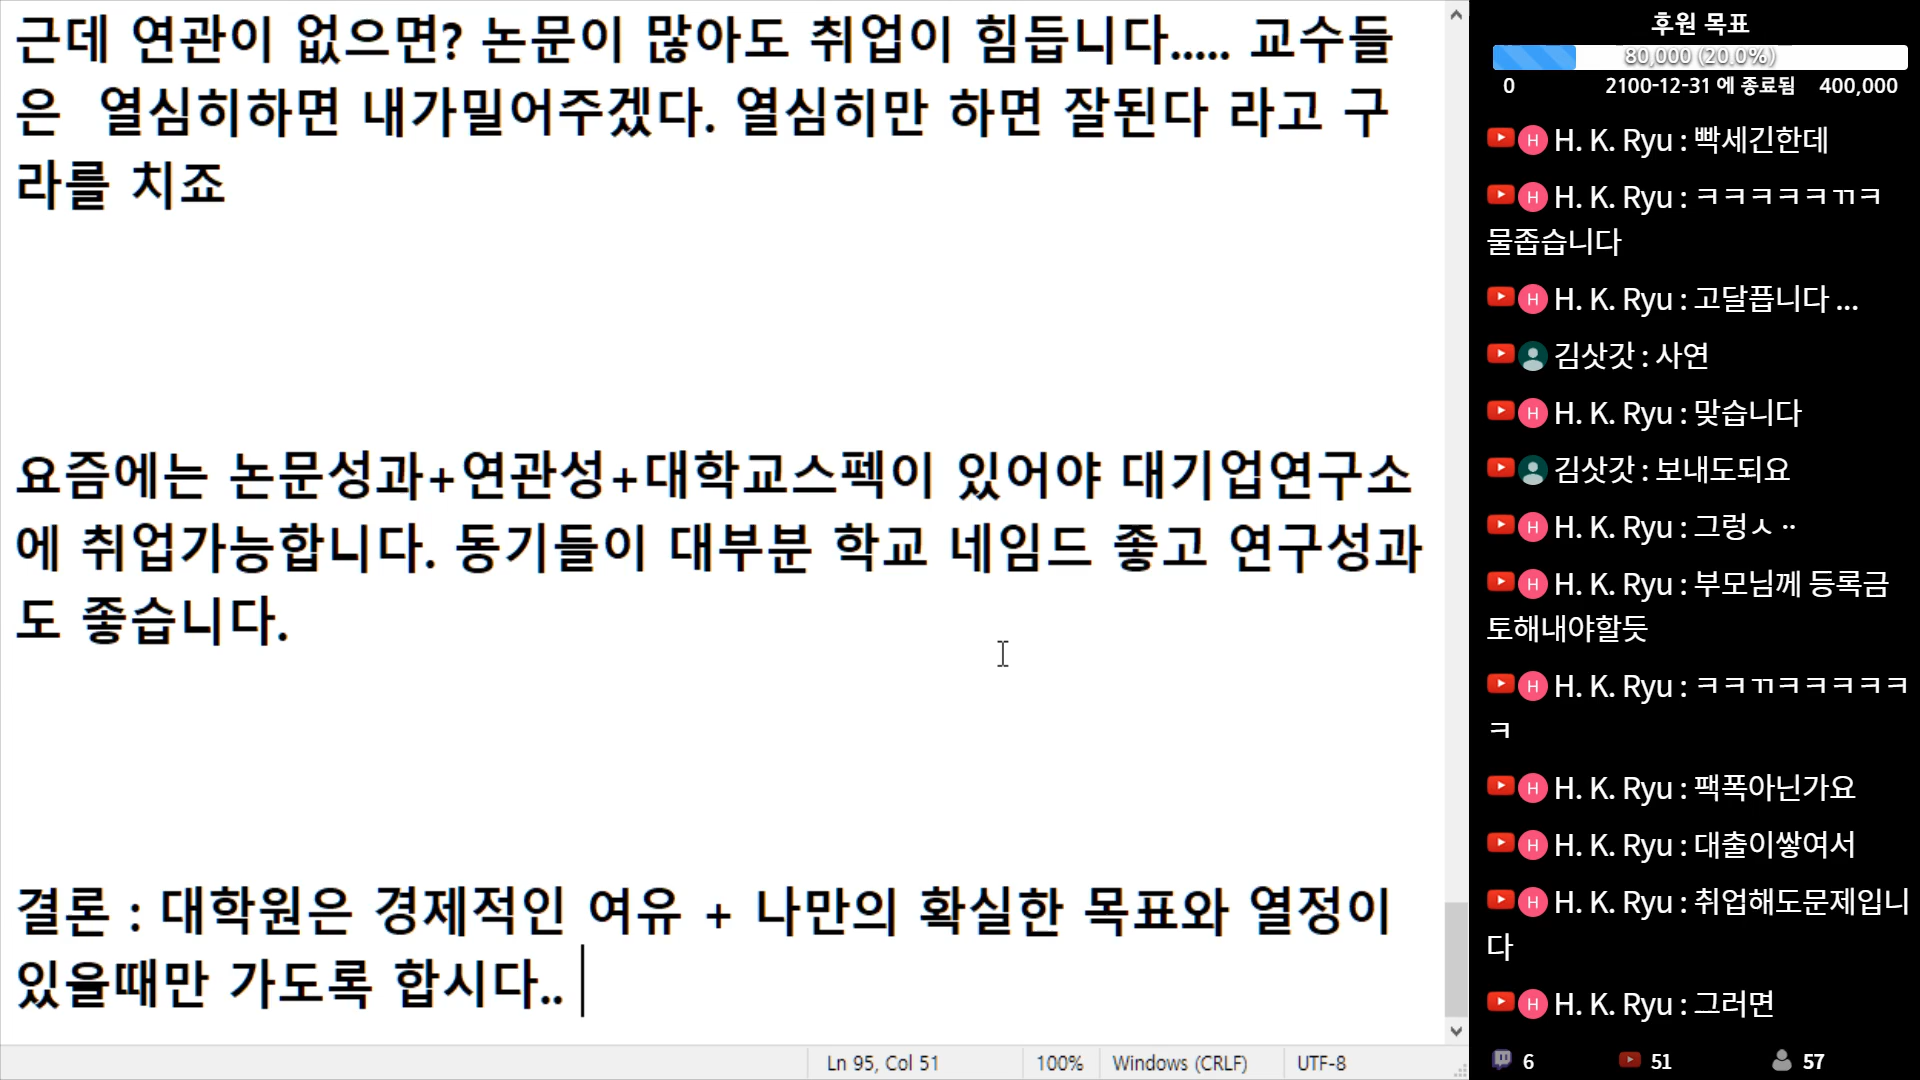 근데 연관이 없으면? 논문이 많아도 취업이 힘듭니다..... 교수들
은  열심히하면 내가밀어주겠다. 열심히만 하면 잘된다 라고 구
라를 치죠
요즘에는 논문성과+연관성+대학교스펙이 있어야 대기업연구소
에 취업가능합니다. 동기들이 대부분 학교 네임드 좋고 연구성과
도 좋습니다.
결론 : 대학원은 경제적인 여유 + 나만의 확실한 목표와 열정이
있을때만 가도록 합시다..
Ln 95, Col 51
100%
Windows (CRLF)
UTF-8
후원 목표
80,000 (20.0%)
0
2100-12-31 에 종료됨
400,000
H H. K. Ryu : 빡세긴한데
H H. K. Ryu : ㅋㅋㅋㅋㅋㄲㅋ
물좁습니다
H H. K. Ryu : 고달픕니다 ...
김삿갓 : 사연
H H. K. Ryu : 맞습니다
김삿갓 : 보내도되요
H H. K. Ryu : 그렁ㅅ ··
H H. K. Ryu : 부모님께 등록금
토해내야할듯
H H. K. Ryu : ㅋㅋㄲㅋㅋㅋㅋㅋ
ㅋ
H H. K. Ryu : 팩폭아닌가요
H H. K. Ryu : 대출이쌓여서
H H. K. Ryu : 취업해도문제입니
다
H H. K. Ryu : 그러면
6
51
57